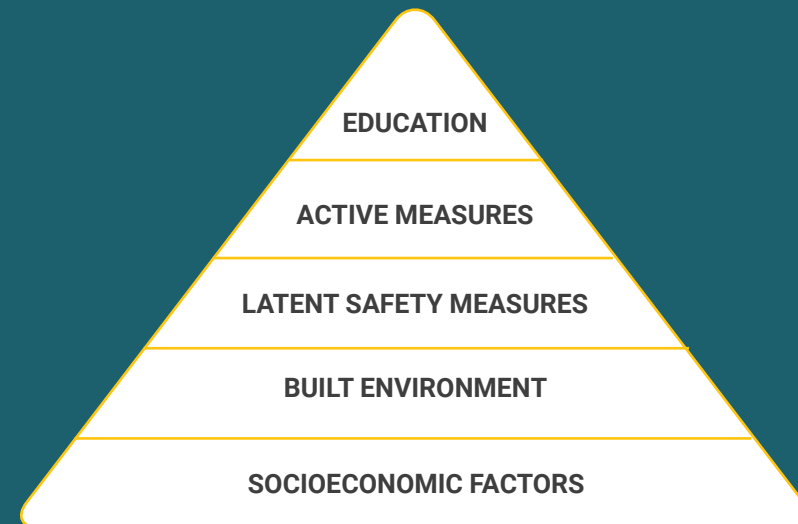 EDUCATION
ACTIVE MEASURES
LATENT SAFETY MEASURES
BUILT ENVIRONMENT
SOCIOECONOMIC FACTORS